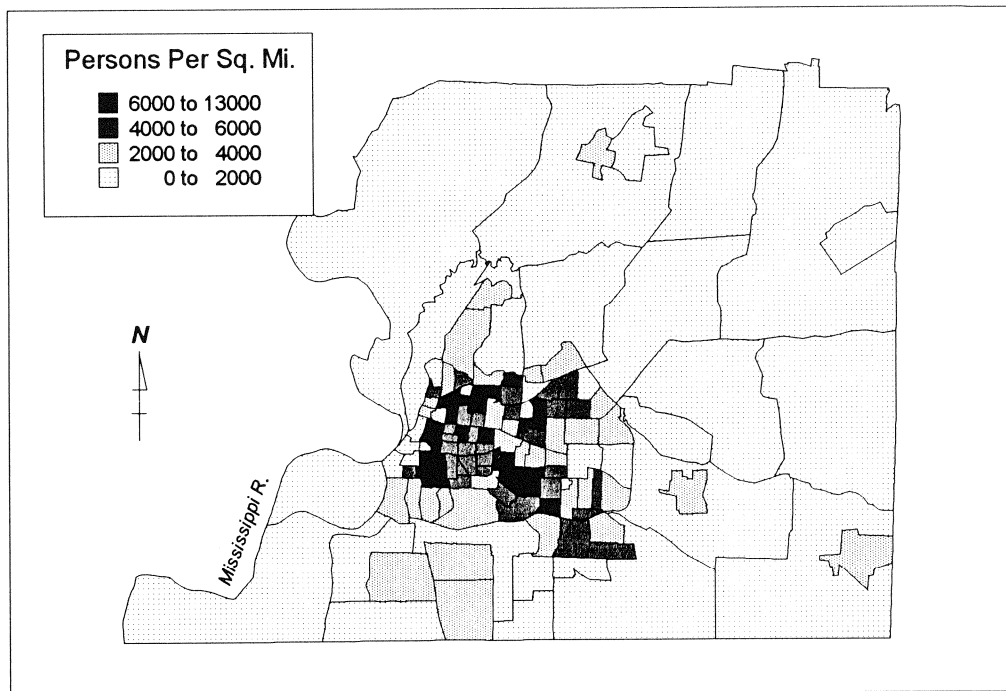 Persons Per Sq. Mi.
6000 to 13000
4000 to 6000
2000 to 4000
0 to 2000
N
Mississippi R.